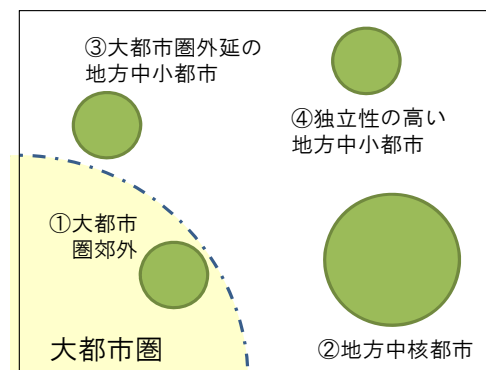 ③大都市圏外延の
地方中小都市
④独立性の高い
地方中小都市
①大都市
圏郊外
大都市圏
②地方中核都市